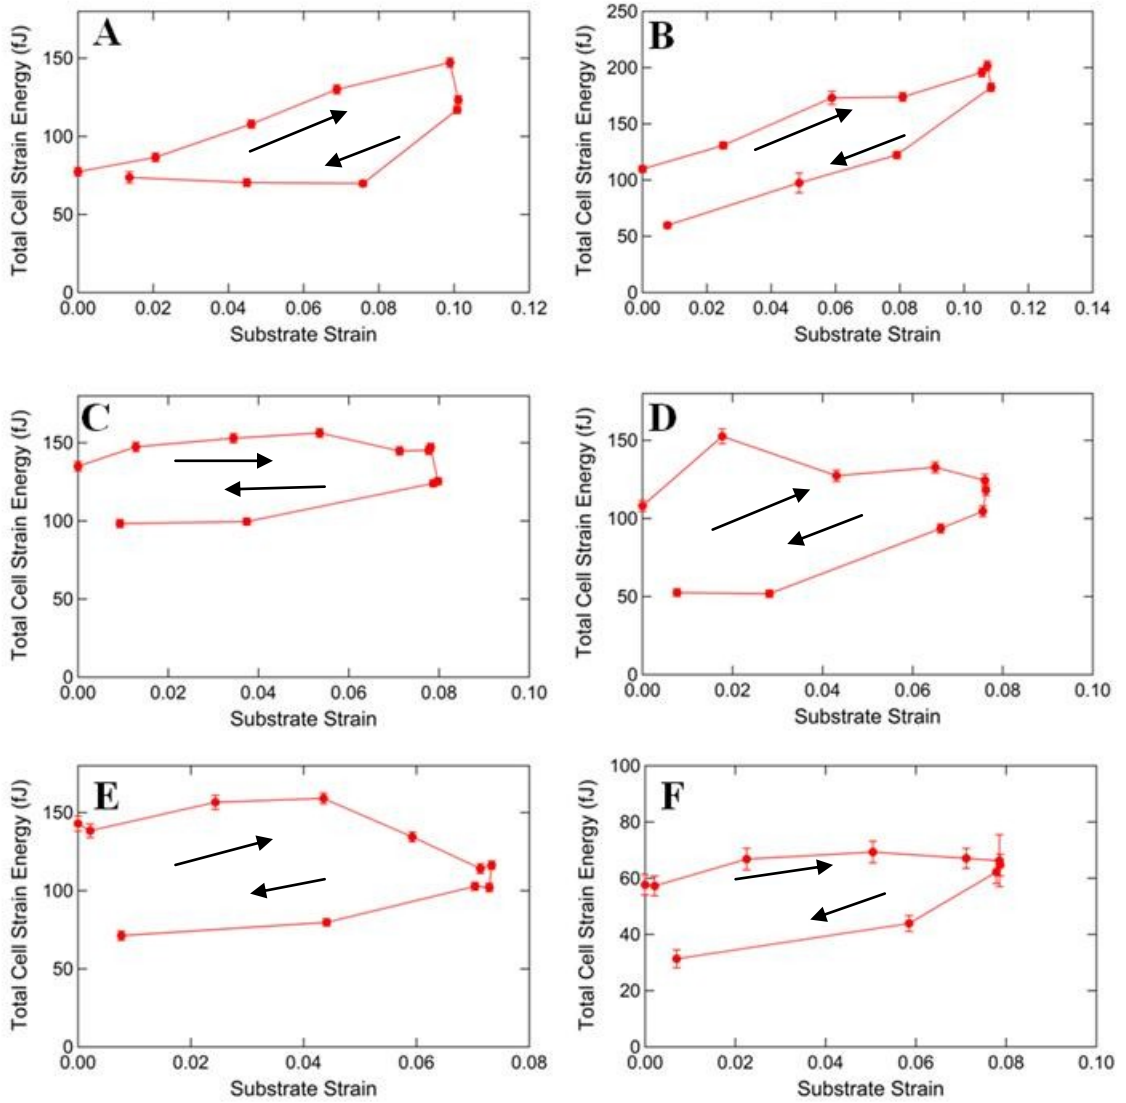 A
Total Cell Strain Energy (fJ)
150
100
50
0
0.00 0.02 0.04 0.06 0.08 0.10 0.12
Substrate Strain
B
Total Cell Strain Energy (fJ)
250
200
150
100
50
0
0.00 0.02 0.04 0.06 0.08 0.10 0.12 0.14
Substrate Strain
C
Total Cell Strain Energy (fJ)
150
100
50
0
0.00 0.02 0.04 0.06 0.08 0.10
Substrate Strain
D
Total Cell Strain Energy (fJ)
150
100
50
0
0.00 0.02 0.04 0.06 0.08 0.10
Substrate Strain
E
Total Cell Strain Energy (fJ)
150
100
50
0
0.00 0.02 0.04 0.06 0.08
Substrate Strain
F
Total Cell Strain Energy (fJ)
100
80
60
40
20
0
0.00 0.02 0.04 0.06 0.08 0.10
Substrate Strain